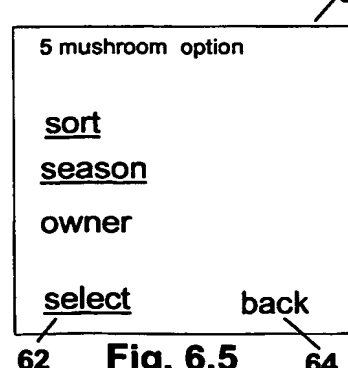 5 mushroom option
sort
season
owner
select back
62 Fig. 6.5 64